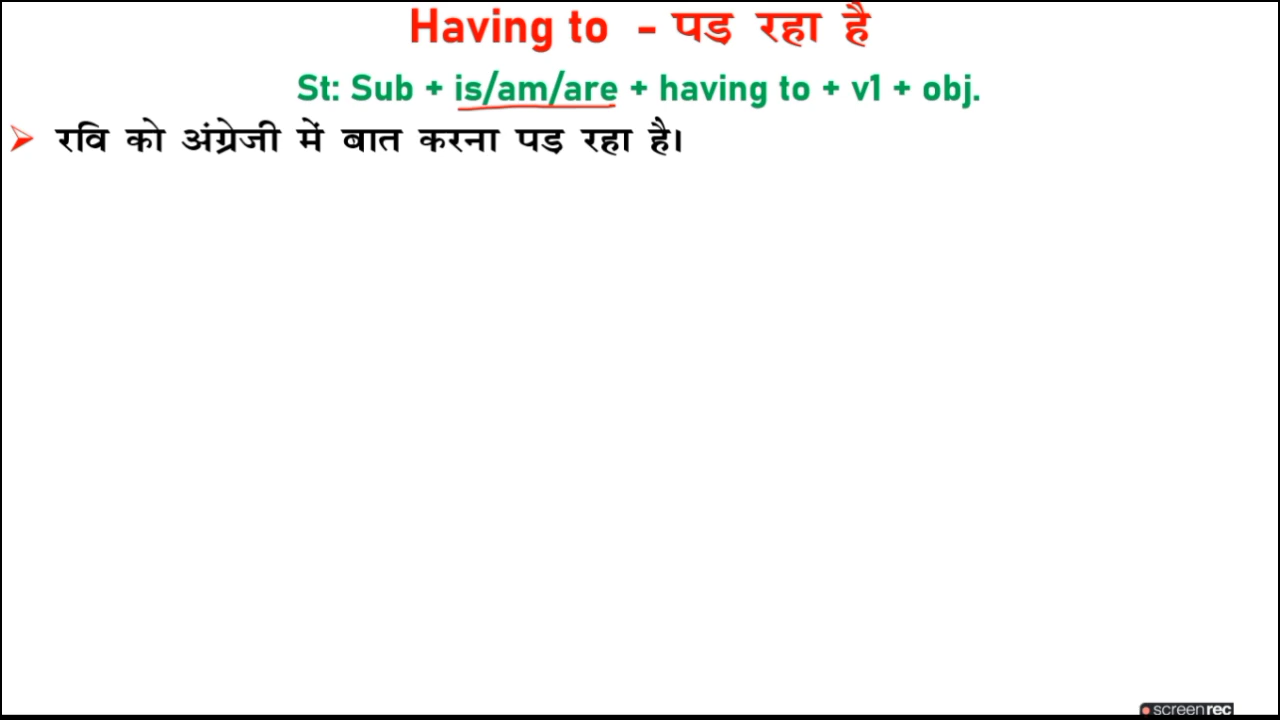 Having to - पड रहा है
St: Sub + is/am/are + having to + v1 + obj.
➢ रवि को अंग्रेजी में बात करना पड रहा है।
screenrec